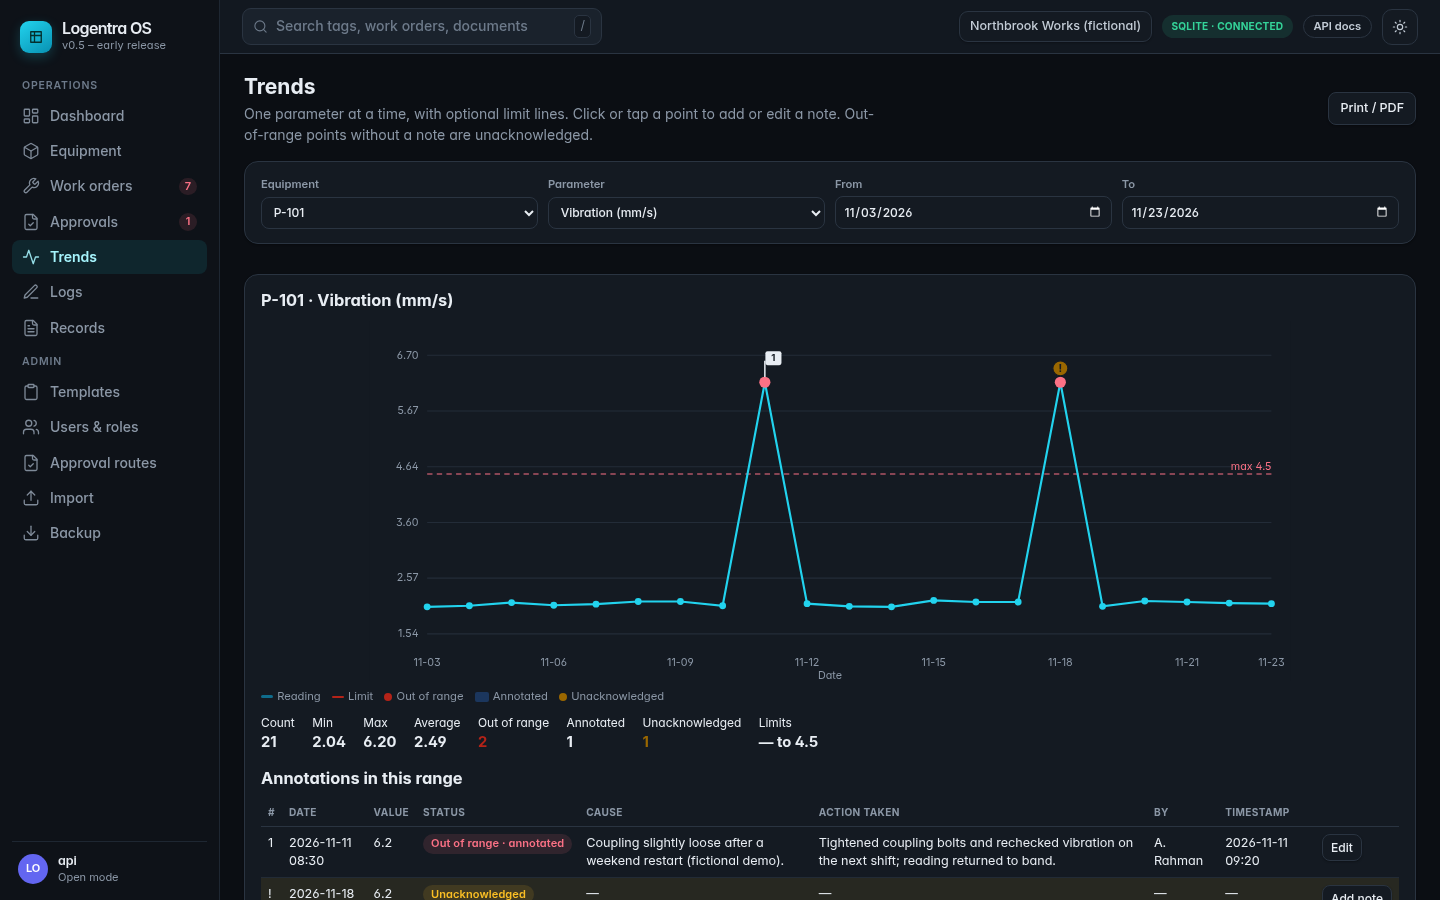 Logentra OS
v0.5 – early release
Search tags, work orders, documents
/
Northbrook Works (fictional)
SQLITE · CONNECTED
API docs
OPERATIONS
Dashboard
Equipment
Work orders
7
Approvals
1
Trends
Logs
Records
ADMIN
Templates
Users & roles
Approval routes
Import
Backup
LO
api
Open mode
Trends
One parameter at a time, with optional limit lines. Click or tap a point to add or edit a note. Out-
of-range points without a note are unacknowledged.
Print / PDF
Equipment
Parameter
From
To
P-101
Vibration (mm/s)
11/03/2026
11/23/2026
P-101 · Vibration (mm/s)
6.70
5.67
4.64
3.60
2.57
1.54
1
!
max 4.5
11-03
11-06
11-09
11-12
11-15
11-18
11-21
11-23
Date
Reading
Limit
Out of range
Annotated
Unacknowledged
Count
Min
Max
Average
Out of range
Annotated
Unacknowledged
Limits
21
2.04
6.20
2.49
2
1
1
— to 4.5
Annotations in this range
# DATE VALUE STATUS CAUSE ACTION TAKEN BY TIMESTAMP
1 2026-11-11 6.2 Out of range · annotated Coupling slightly loose after a Tightened coupling bolts and rechecked vibration on A. 2026-11-11 Edit
08:30 weekend restart (fictional demo). the next shift; reading returned to band. Rahman 09:20
! 2026-11-18 6.2 Unacknowledged — — — — Add note